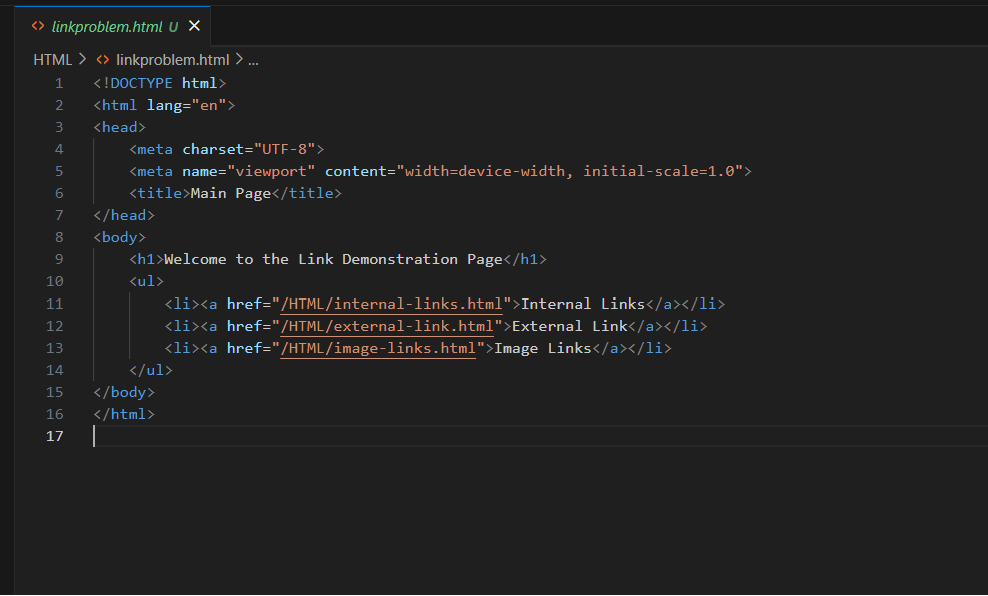 linkproblem.html U
HTML > linkproblem.html > ...
1 <!DOCTYPE html>
2 <html lang="en">
3 <head>
4     <meta charset="UTF-8">
5     <meta name="viewport" content="width=device-width, initial-scale=1.0">
6     <title>Main Page</title>
7 </head>
8 <body>
9     <h1>Welcome to the Link Demonstration Page</h1>
10     <ul>
11         <li><a href="/HTML/internal-links.html">Internal Links</a></li>
12         <li><a href="/HTML/external-link.html">External Link</a></li>
13         <li><a href="/HTML/image-links.html">Image Links</a></li>
14     </ul>
15 </body>
16 </html>
17